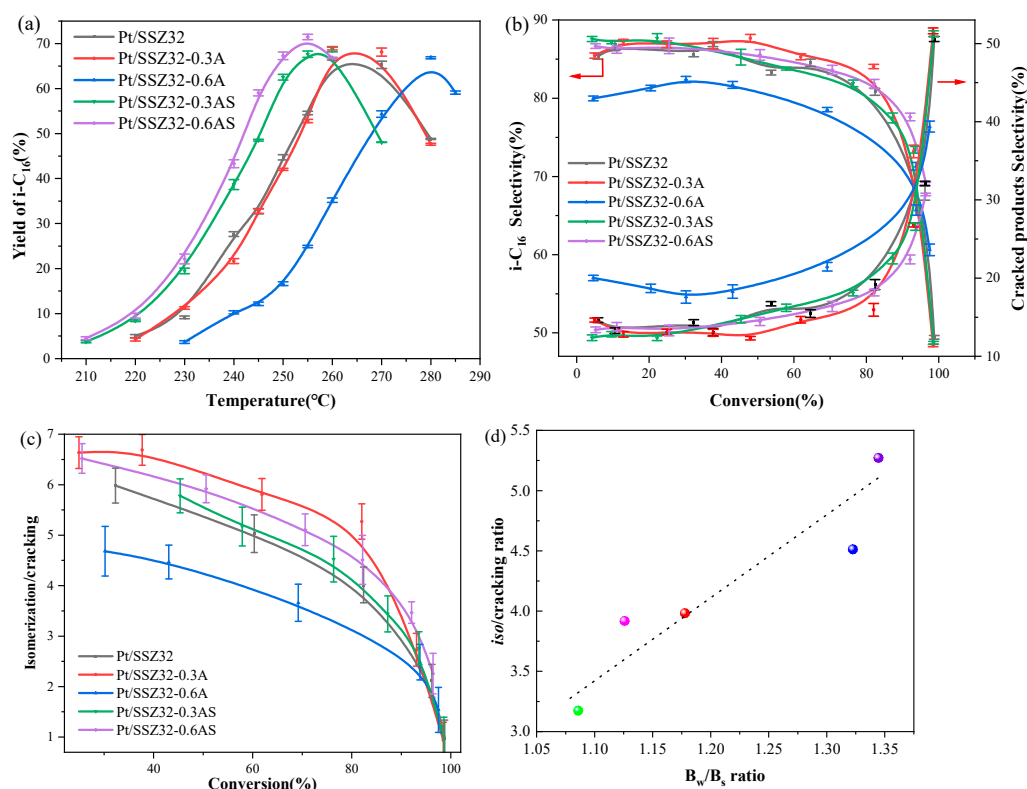 (a)
Pt/SSZ32
Pt/SSZ32-0.3A
Pt/SSZ32-0.6A
Pt/SSZ32-0.3AS
Pt/SSZ32-0.6AS
Yield of i-C₁₆(%)
80
70
60
50
40
30
20
10
0
210 220 230 240 250 260 270 280 290
Temperature(°C)
(b)
i-C₁₆ Selectivity(%)
90
80
70
60
50
Pt/SSZ32
Pt/SSZ32-0.3A
Pt/SSZ32-0.6A
Pt/SSZ32-0.3AS
Pt/SSZ32-0.6AS
Cracked products Selectivity(%)
50
40
30
20
10
0 20 40 60 80 100
Conversion(%)
(c)
Isomerization/cracking
7
6
5
4
3
2
1
Pt/SSZ32
Pt/SSZ32-0.3A
Pt/SSZ32-0.6A
Pt/SSZ32-0.3AS
Pt/SSZ32-0.6AS
40 60 80 100
Conversion(%)
(d)
iso/cracking ratio
5.5
5.0
4.5
4.0
3.5
3.0
1.05 1.10 1.15 1.20 1.25 1.30 1.35
B_w/B_s ratio